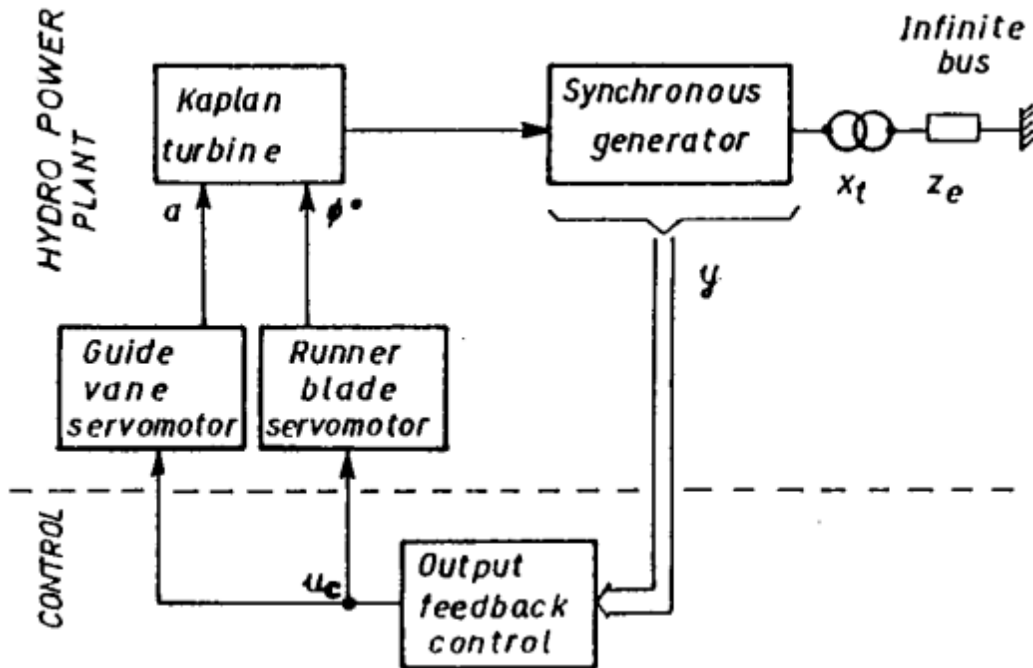 HYDRO POWER
PLANT
Kaplan
turbine
Synchronous
generator
Infinite
bus
x_t
z_e
a
ϕ°
y
Guide
vane
servomotor
Runner
blade
servomotor
CONTROL
u_c
Output
feedback
control